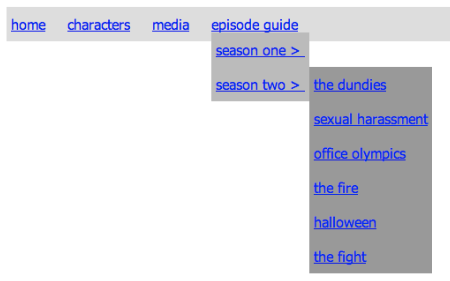 home characters media episode guide
season one >
season two > the dundies
sexual harassment
office olympics
the fire
halloween
the fight